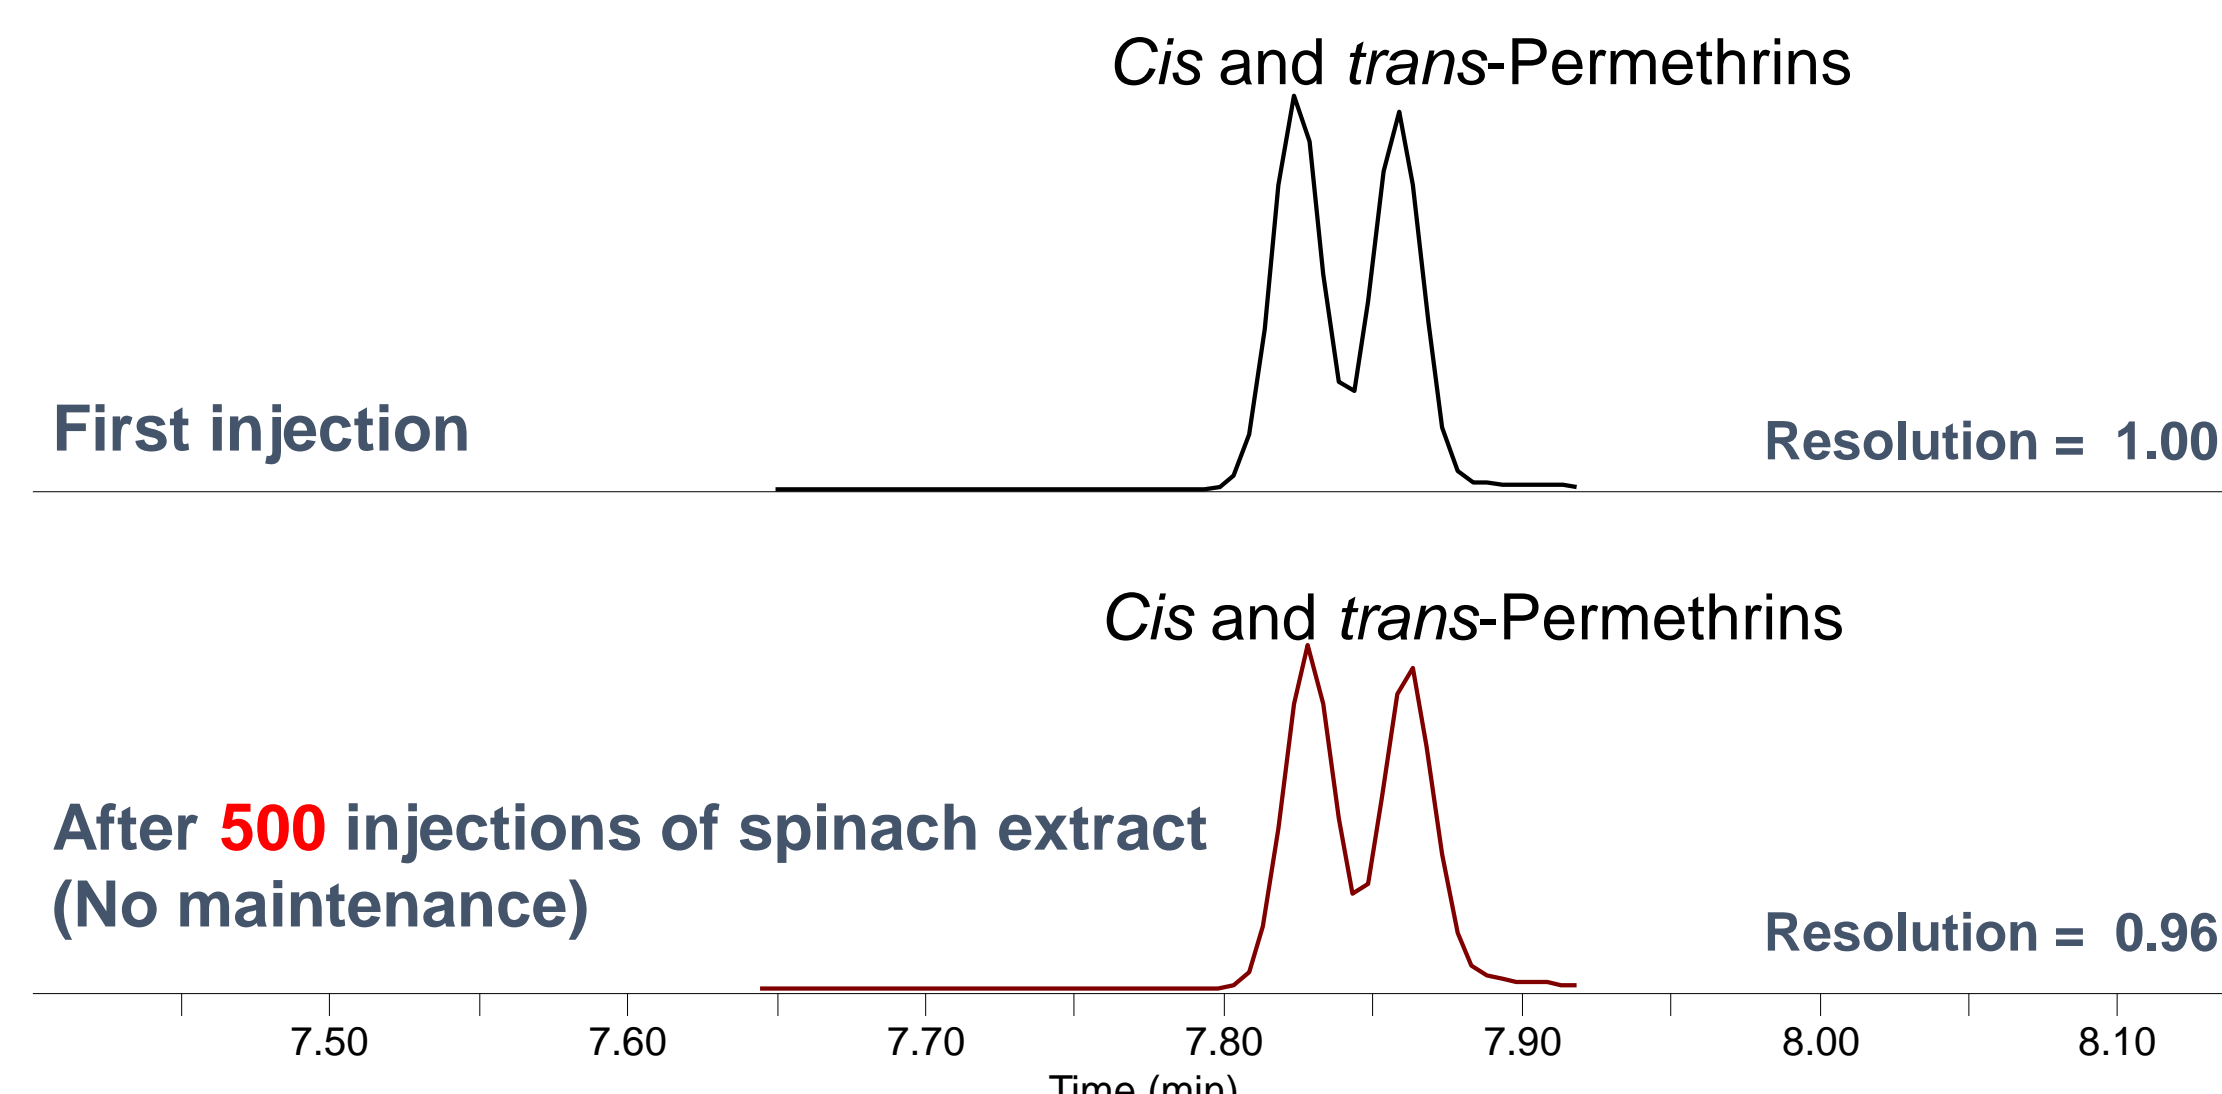 Cis and trans-Permethrins
First injection
Resolution = 1.00
Cis and trans-Permethrins
After 500 injections of spinach extract
(No maintenance)
Resolution = 0.96
7.50 7.60 7.70 7.80 7.90 8.00 8.10
Time (min)